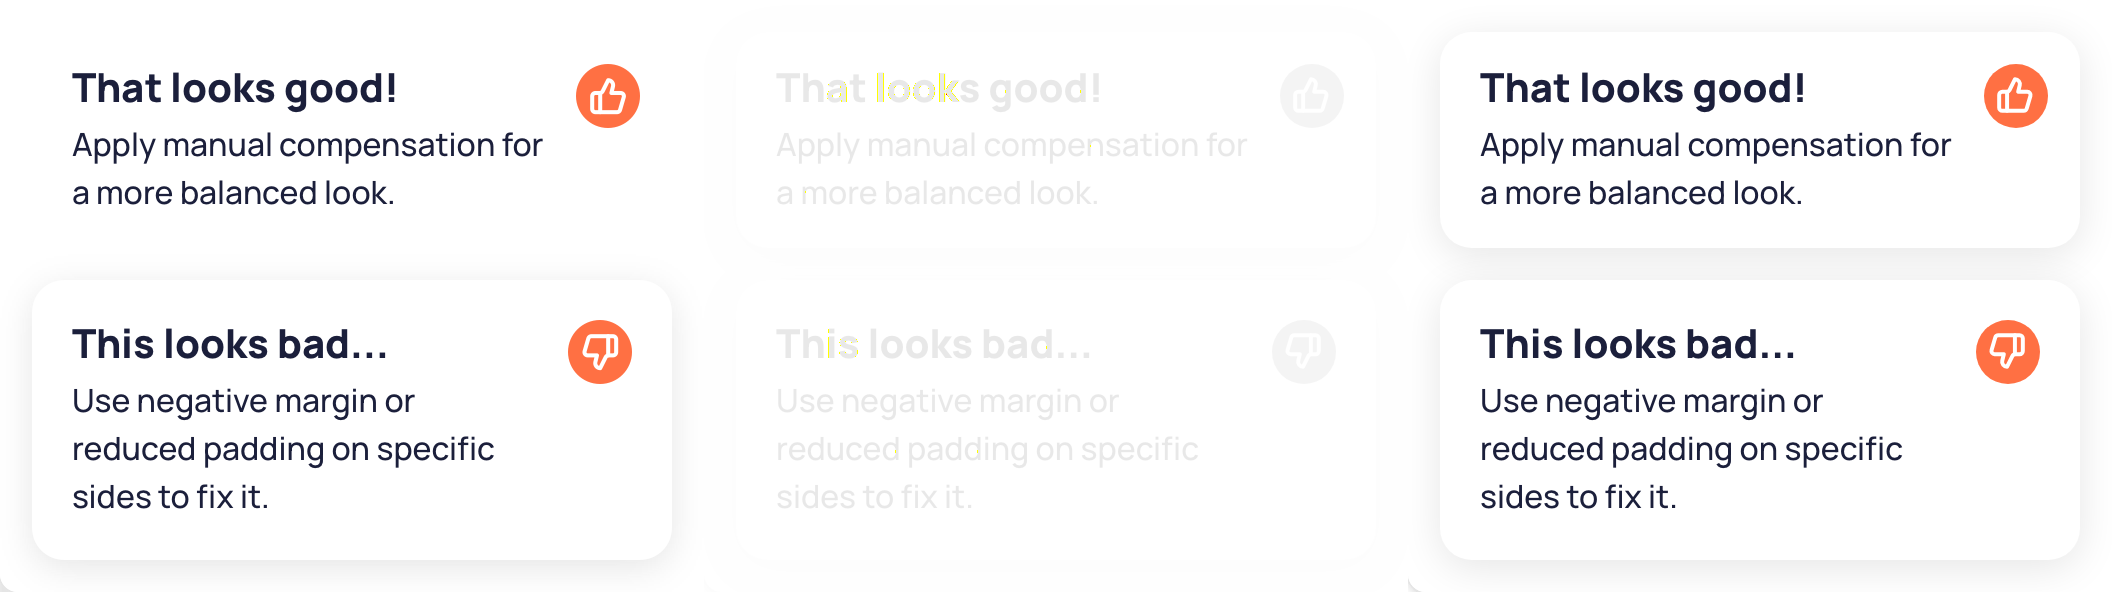 That looks good!
Apply manual compensation for
a more balanced look.
This looks bad...
Use negative margin or
reduced padding on specific
sides to fix it.
That looks good!
Apply manual compensation for
a more balanced look.
This looks bad...
Use negative margin or
reduced padding on specific
sides to fix it.
That looks good!
Apply manual compensation for
a more balanced look.
This looks bad...
Use negative margin or
reduced padding on specific
sides to fix it.